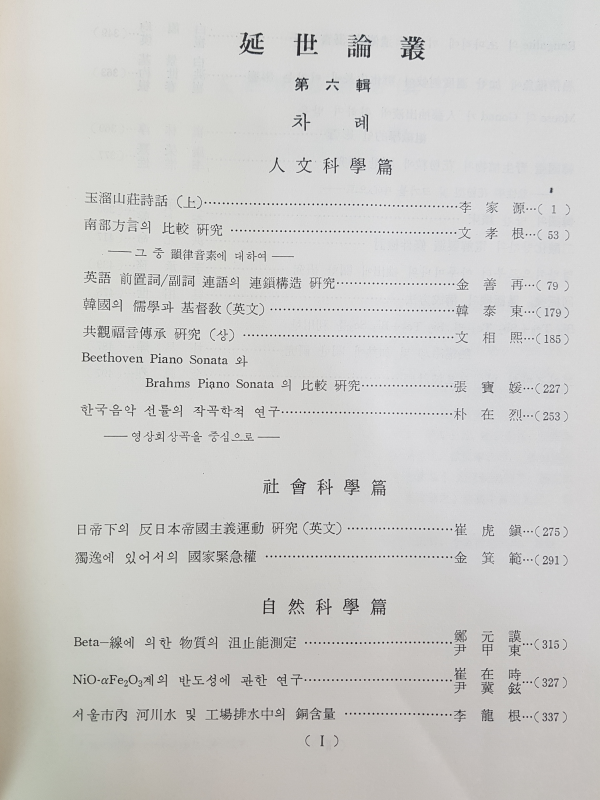 延世論叢
第六輯
차례
人文科學篇
玉溜山莊詩話 (上)………李家源…( 1 )
南部方言의 比較 硏究………文孝根…( 53 )
—— 그 중 韻律音素에 대하여 ——
英語 前置詞/副詞 連語의 連鎖構造 硏究………金善再…( 79 )
韓國의 儒學과 基督敎(英文)………韓泰東…(179)
共觀福音傳承 硏究 (상)………文相熙…(185)
Beethoven Piano Sonata 와
Brahms Piano Sonata 의 比較 硏究………張寶媛…(227)
한국음악 선률의 작곡학적 연구………朴在烈…(253)
—— 영상회상곡을 중심으로 ——
社會科學篇
日帝下의 反日本帝國主義運動 硏究(英文)………崔虎鎭…(275)
獨逸에 있어서의 國家緊急權………金箕範…(291)
自然科學篇
Beta—線에 의한 物質의 沮止能測定………鄭元謨 尹甲東…(315)
NiO-αFe₂O₃계의 반도성에 관한 연구………崔在時 尹冀鉉…(327)
서울市內 河川水 및 工場排水中의 銅含量………李龍根…(337)
( I )